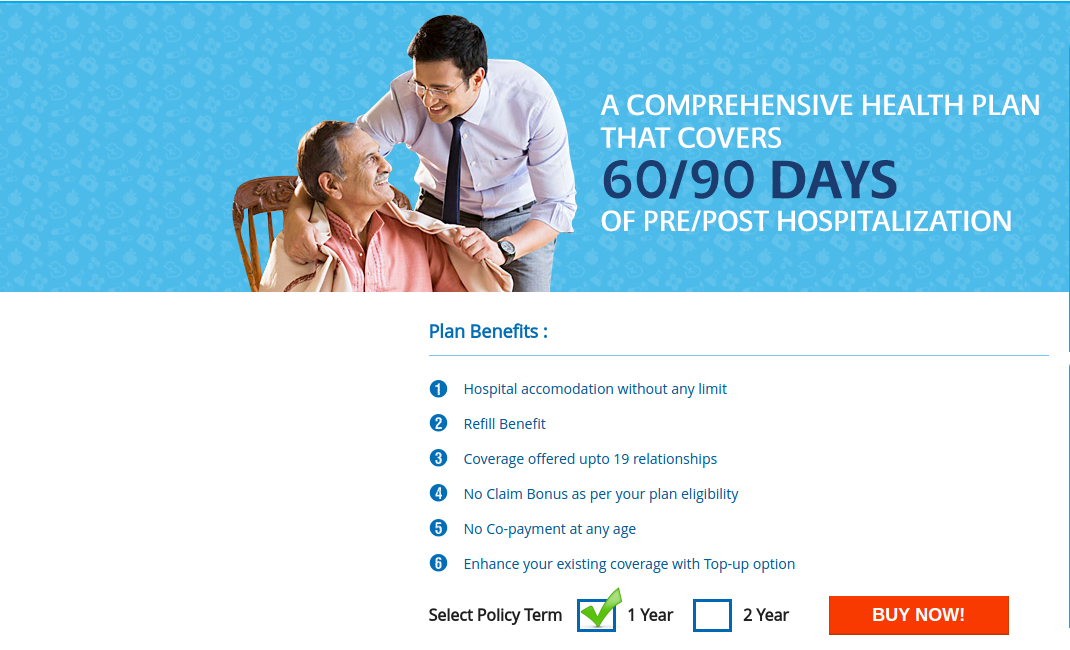 A COMPREHENSIVE HEALTH PLAN
THAT COVERS
60/90 DAYS
OF PRE/POST HOSPITALIZATION
Plan Benefits :
1 Hospital accomodation without any limit
2 Refill Benefit
3 Coverage offered upto 19 relationships
4 No Claim Bonus as per your plan eligibility
5 No Co-payment at any age
6 Enhance your existing coverage with Top-up option
Select Policy Term 1 Year 2 Year BUY NOW!